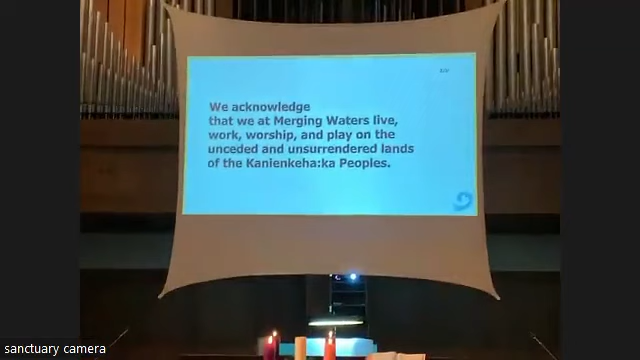 We acknowledge
that we at Merging Waters live,
work, worship, and play on the
unceded and unsurrendered lands
of the Kanienkeha:ka Peoples.
sanctuary camera